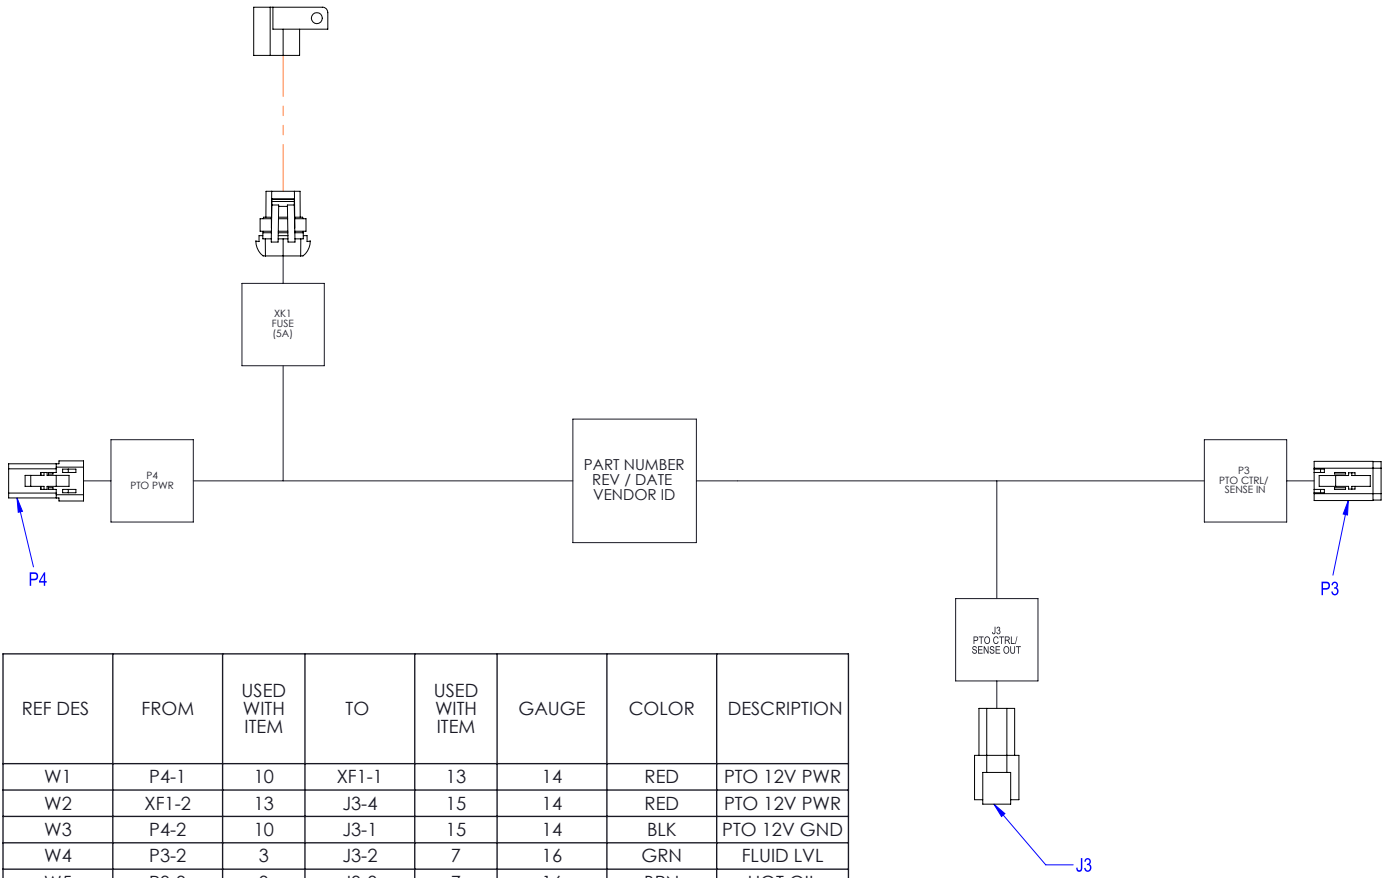 XK1
FUSE
(5A)
P4
PTO PWR
PART NUMBER
REV / DATE
VENDOR ID
P3
PTO CTRL/
SENSE IN
P4
P3
J3
PTO CTRL/
SENSE OUT
J3
REF DES FROM USED WITH ITEM TO USED WITH ITEM GAUGE COLOR DESCRIPTION
W1 P4-1 10 XF1-1 13 14 RED PTO 12V PWR
W2 XF1-2 13 J3-4 15 14 RED PTO 12V PWR
W3 P4-2 10 J3-1 15 14 BLK PTO 12V GND
W4 P3-2 3 J3-2 7 16 GRN FLUID LVL